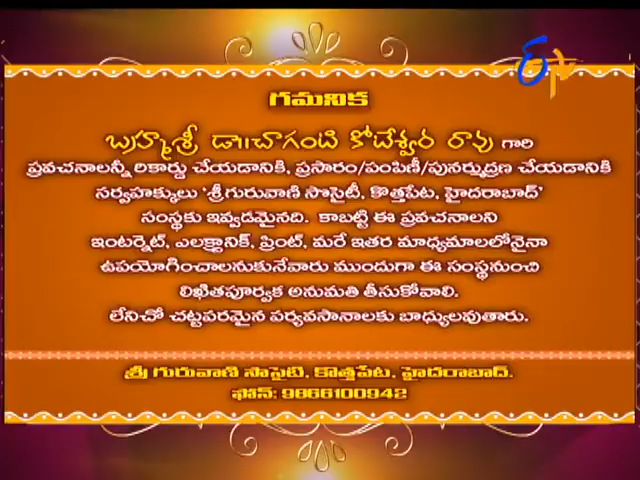 etv
గమనిక
బ్రహ్మశ్రీ డా॥చాగంటి కోటేశ్వర రావు గారి
ప్రవచనాలన్నీ రికార్డు చేయడానికి, ప్రసారం/పంపిణీ/పునర్ముద్రణ చేయడానికి
సర్వహక్కులు ‘శ్రీగురువాణి సొసైటీ, కొత్తపేట, హైదరాబాద్’
సంస్థకు ఇవ్వడమైనది. కాబట్టి ఈ ప్రవచనాలని
ఇంటర్నెట్, ఎలక్ట్రానిక్, ప్రింట్, మరే ఇతర మాధ్యమాలలోనైనా
ఉపయోగించాలనుకునేవారు ముందుగా ఈ సంస్థనుంచి
లిఖితపూర్వక అనుమతి తీసుకోవాలి.
లేనిచో చట్టపరమైన పర్యవసానాలకు బాధ్యులవుతారు.
శ్రీ గురువాణి సొసైటి, కొత్తపేట, హైదరాబాద్.
ఫోన్: 9866100942